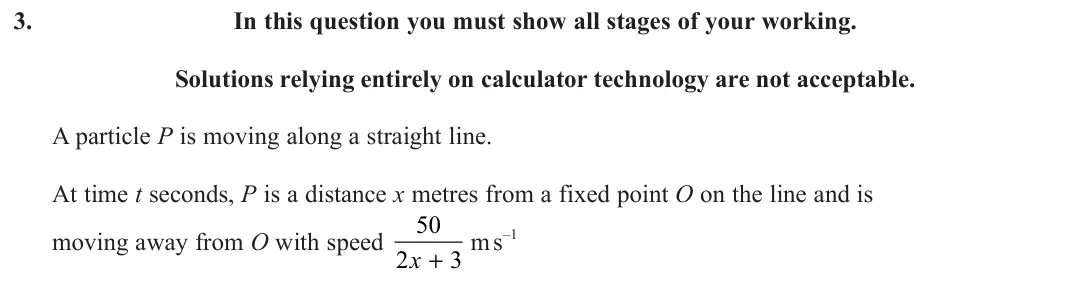 3. In this question you must show all stages of your working.
Solutions relying entirely on calculator technology are not acceptable.
A particle P is moving along a straight line.
At time t seconds, P is a distance x metres from a fixed point O on the line and is
moving away from O with speed \frac{50}{2x + 3} m s⁻¹